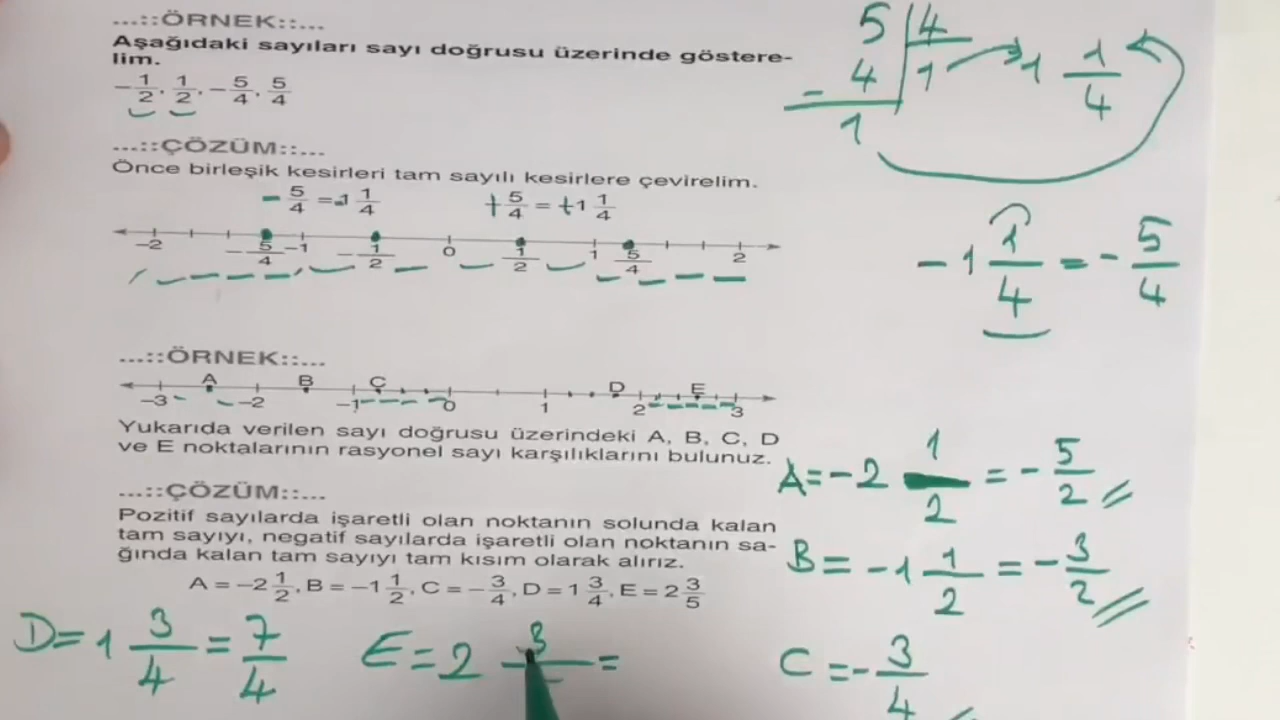 ...::ÖRNEK::...
Aşağıdaki sayıları sayı doğrusu üzerinde göstere-
lim.
-1/2, 1/2, -5/4, 5/4
5 | 4
- 4 | 1 → 1 1/4
1
...::ÇÖZÜM::...
Önce birleşik kesirleri tam sayılı kesirlere çevirelim.
-5/4 = -1 1/4 +5/4 = +1 1/4
-2 -5/4 -1 -1/2 0 1/2 1 5/4 2
-1 1/4 = -5/4
...::ÖRNEK::...
A B C D E
-3 -2 -1 0 1 2 3
Yukarıda verilen sayı doğrusu üzerindeki A, B, C, D
ve E noktalarının rasyonel sayı karşılıklarını bulunuz.
...::ÇÖZÜM::...
Pozitif sayılarda işaretli olan noktanın solunda kalan
tam sayıyı, negatif sayılarda işaretli olan noktanın sa-
ğında kalan tam sayıyı tam kısım olarak alırız.
A = -2 1/2, B = -1 1/2, C = -3/4, D = 1 3/4, E = 2 3/5
A = -2 1/2 = -5/2
B = -1 1/2 = -3/2
C = -3/4
D = 1 3/4 = 7/4
E = 2 3/ =